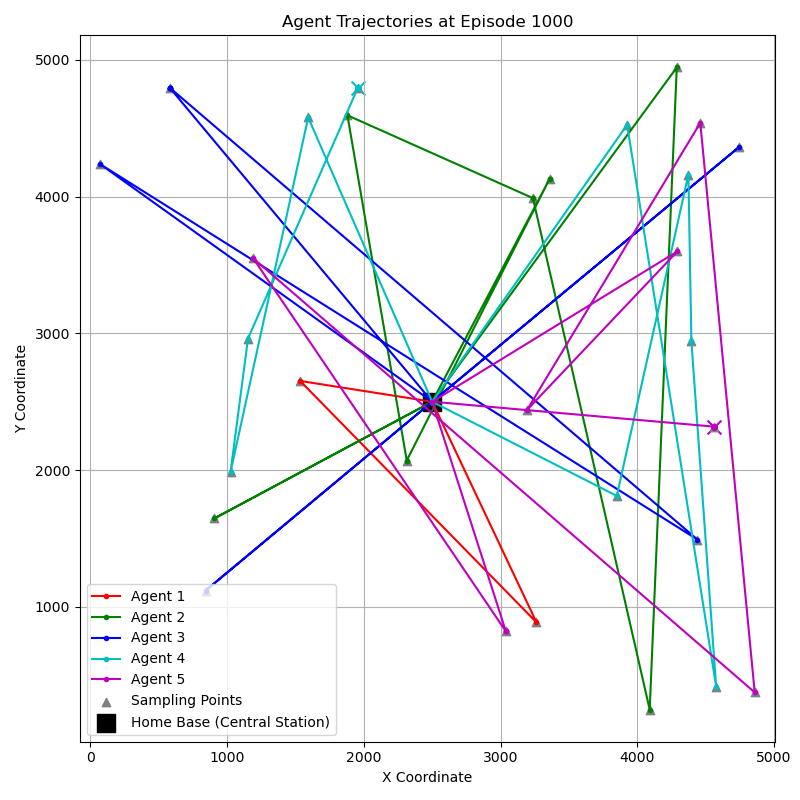 Agent Trajectories at Episode 1000
Y Coordinate
5000
4000
3000
2000
1000
Agent 1
Agent 2
Agent 3
Agent 4
Agent 5
Sampling Points
Home Base (Central Station)
0 1000 2000 3000 4000 5000
X Coordinate